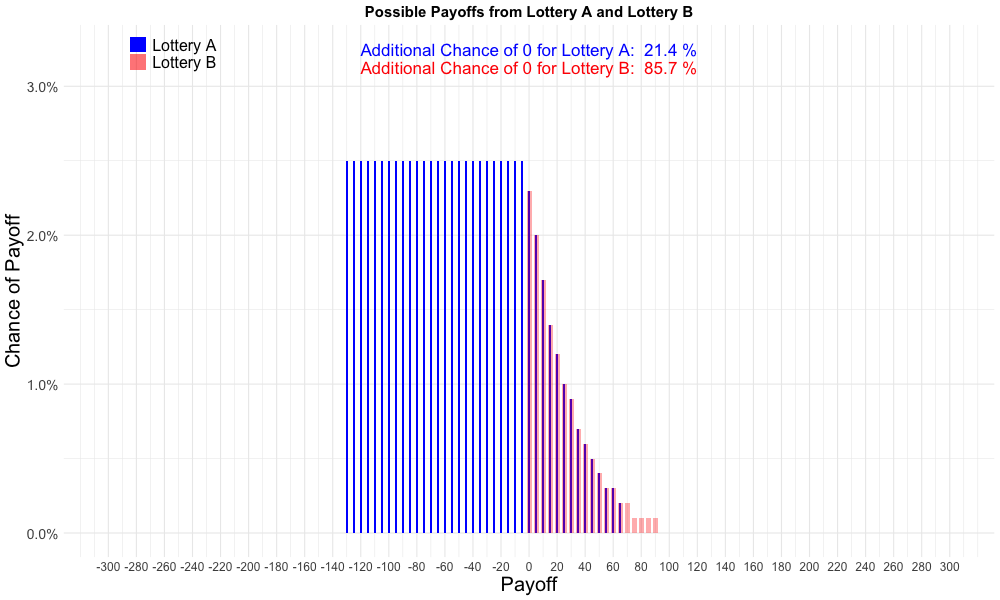 Possible Payoffs from Lottery A and Lottery B
Lottery A
Lottery B
Additional Chance of 0 for Lottery A: 21.4 %
Additional Chance of 0 for Lottery B: 85.7 %
Chance of Payoff
3.0%
2.0%
1.0%
0.0%
-300 -280 -260 -240 -220 -200 -180 -160 -140 -120 -100 -80 -60 -40 -20 0 20 40 60 80 100 120 140 160 180 200 220 240 260 280 300
Payoff